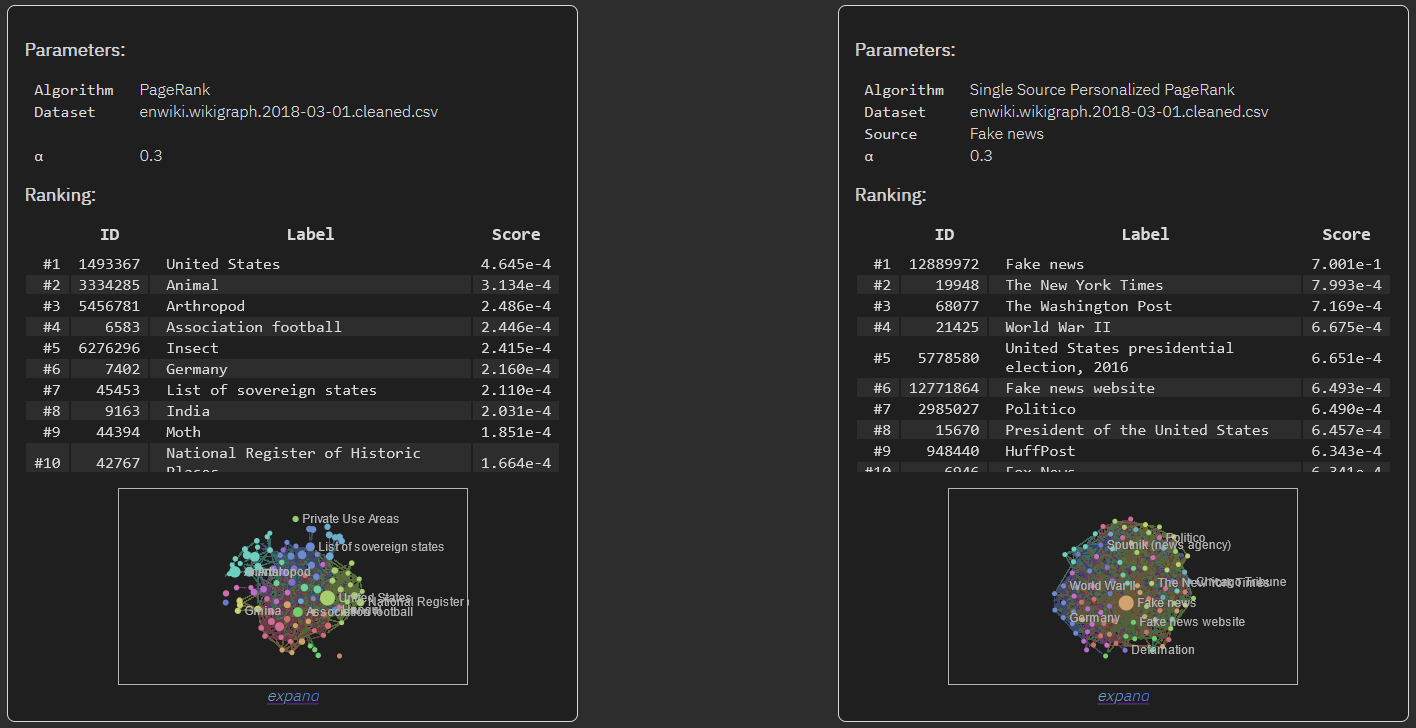 Parameters:
Algorithm PageRank
Dataset enwiki.wikigraph.2018-03-01.cleaned.csv
α 0.3
Ranking:
ID Label Score
#1 1493367 United States 4.645e-4
#2 3334285 Animal 3.134e-4
#3 5456781 Arthropod 2.486e-4
#4 6583 Association football 2.446e-4
#5 6276296 Insect 2.415e-4
#6 7402 Germany 2.160e-4
#7 45453 List of sovereign states 2.110e-4
#8 9163 India 2.031e-4
#9 44394 Moth 1.851e-4
#10 42767 National Register of Historic 1.664e-4
Places
Private Use Areas
List of sovereign states
Arthropod
United States
National Register
China
Association football
expand
Parameters:
Algorithm Single Source Personalized PageRank
Dataset enwiki.wikigraph.2018-03-01.cleaned.csv
Source Fake news
α 0.3
Ranking:
ID Label Score
#1 12889972 Fake news 7.001e-1
#2 19948 The New York Times 7.993e-4
#3 68077 The Washington Post 7.169e-4
#4 21425 World War II 6.675e-4
#5 5778580 United States presidential 6.651e-4
election, 2016
#6 12771864 Fake news website 6.493e-4
#7 2985027 Politico 6.490e-4
#8 15670 President of the United States 6.457e-4
#9 948440 HuffPost 6.343e-4
#10 6946 Fox News 6.341e-4
Politico
Sputnik (news agency)
World War II
The New York Times
Chicago Tribune
Fake news
Germany
Fake news website
Defamation
expand